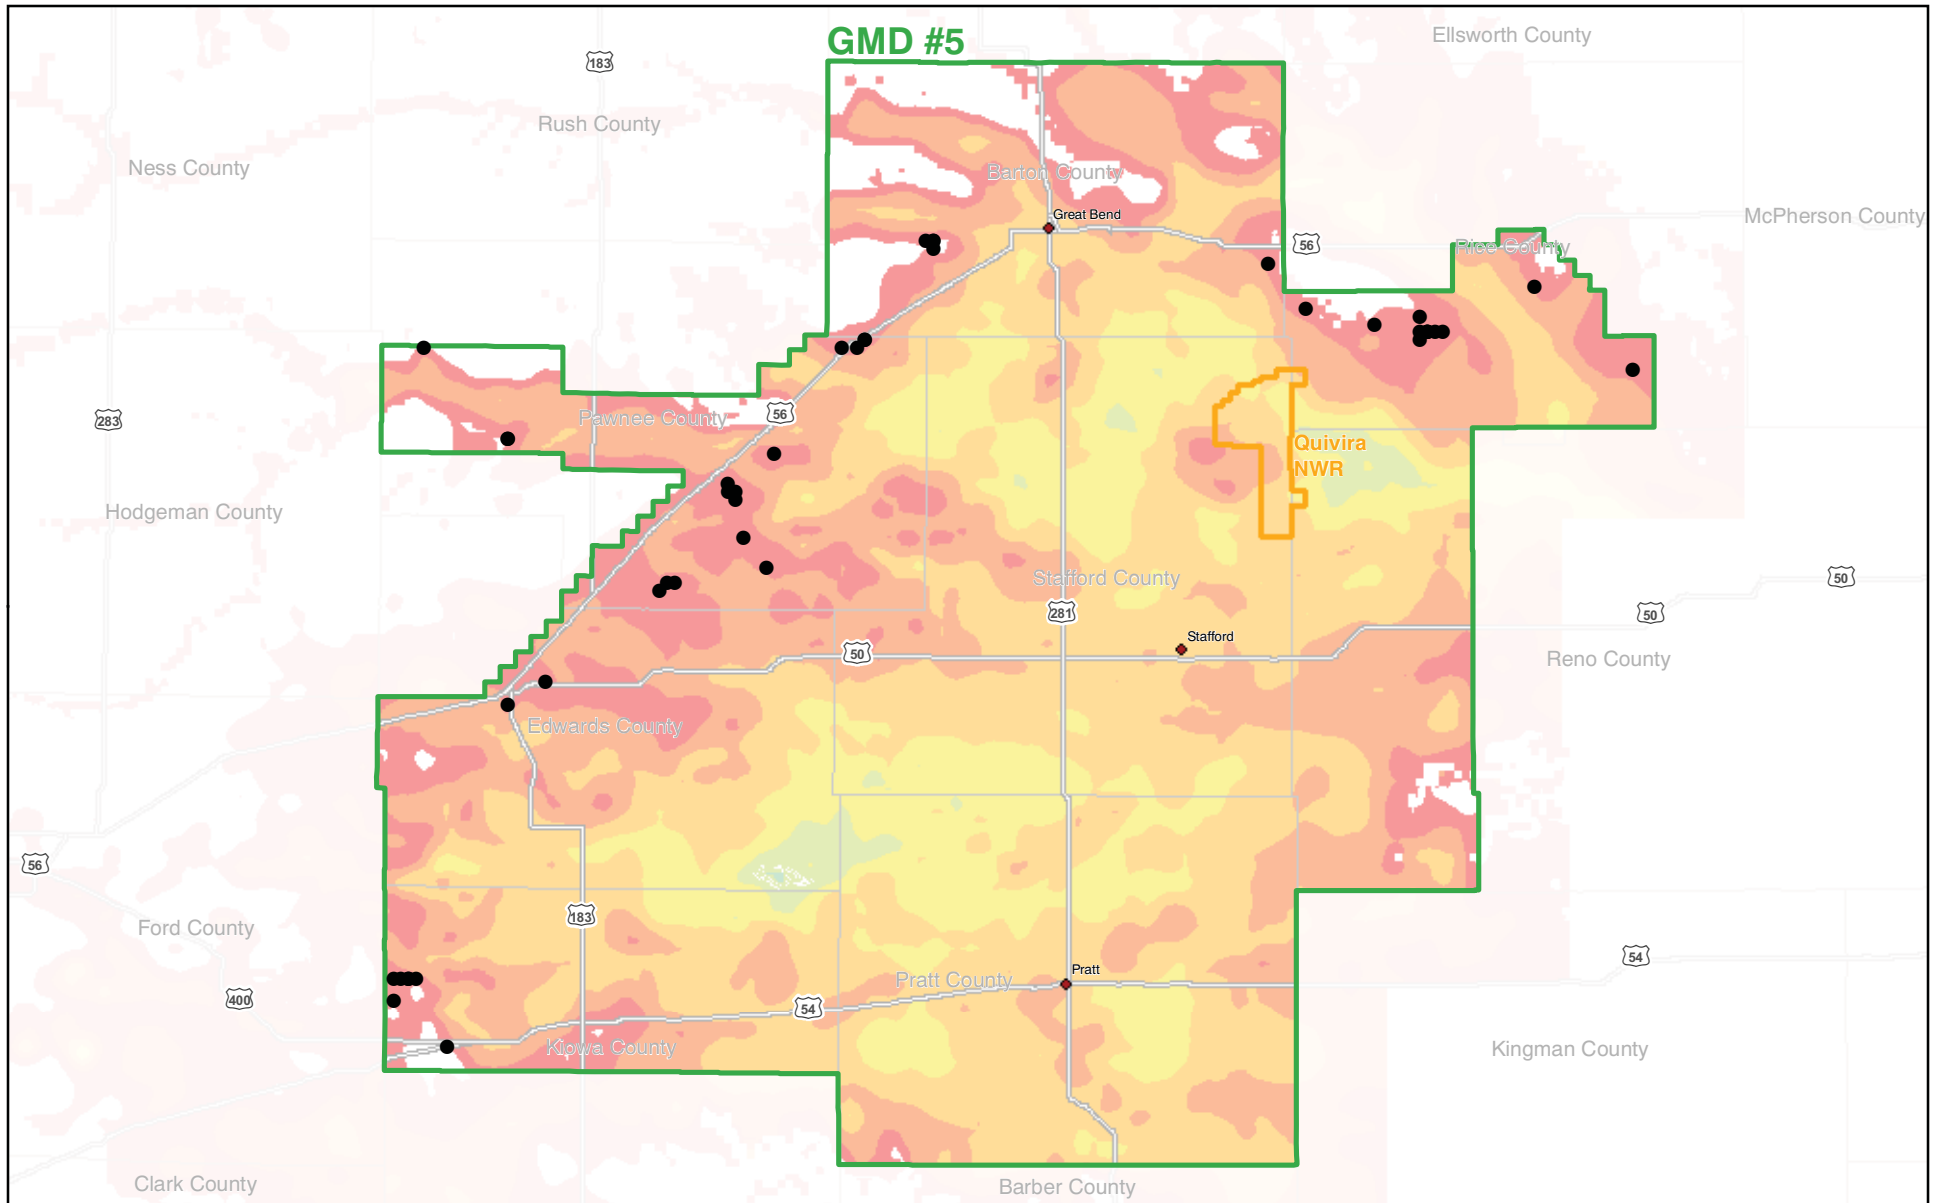 GMD #5
Ellsworth County
183
Rush County
Ness County
Barton County
Great Bend
McPherson County
56
Rice County
283
Pawnee County
56
Quivira
NWR
Hodgeman County
Stafford County
50
281
50
Stafford
50
Reno County
Edwards County
56
183
Ford County
54
Pratt County
Pratt
400
54
Kiowa County
Kingman County
Clark County
Barber County